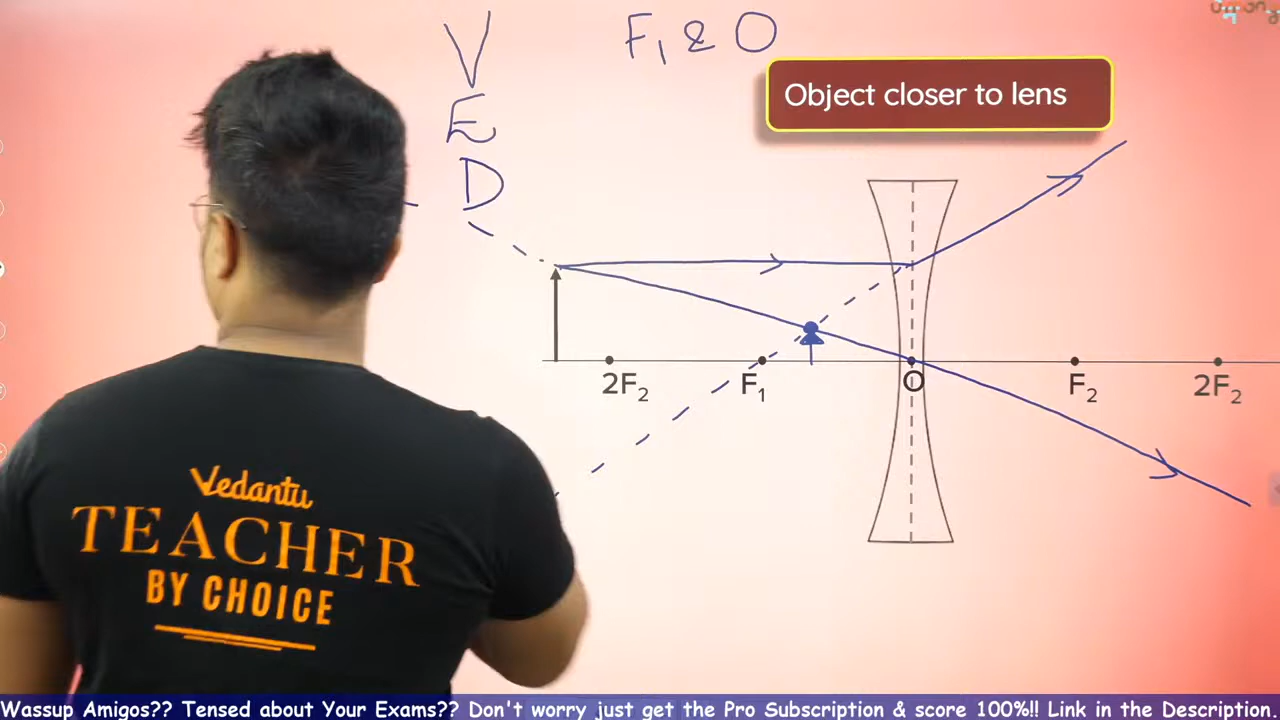 V
E
D
F₁ & O
Object closer to lens
2F₂
F₁
O
F₂
2F₂
Vedantu
TEACHER
BY CHOICE
Wassup Amigos?? Tensed about Your Exams?? Don't worry just get the Pro Subscription & score 100%!! Link in the Description.